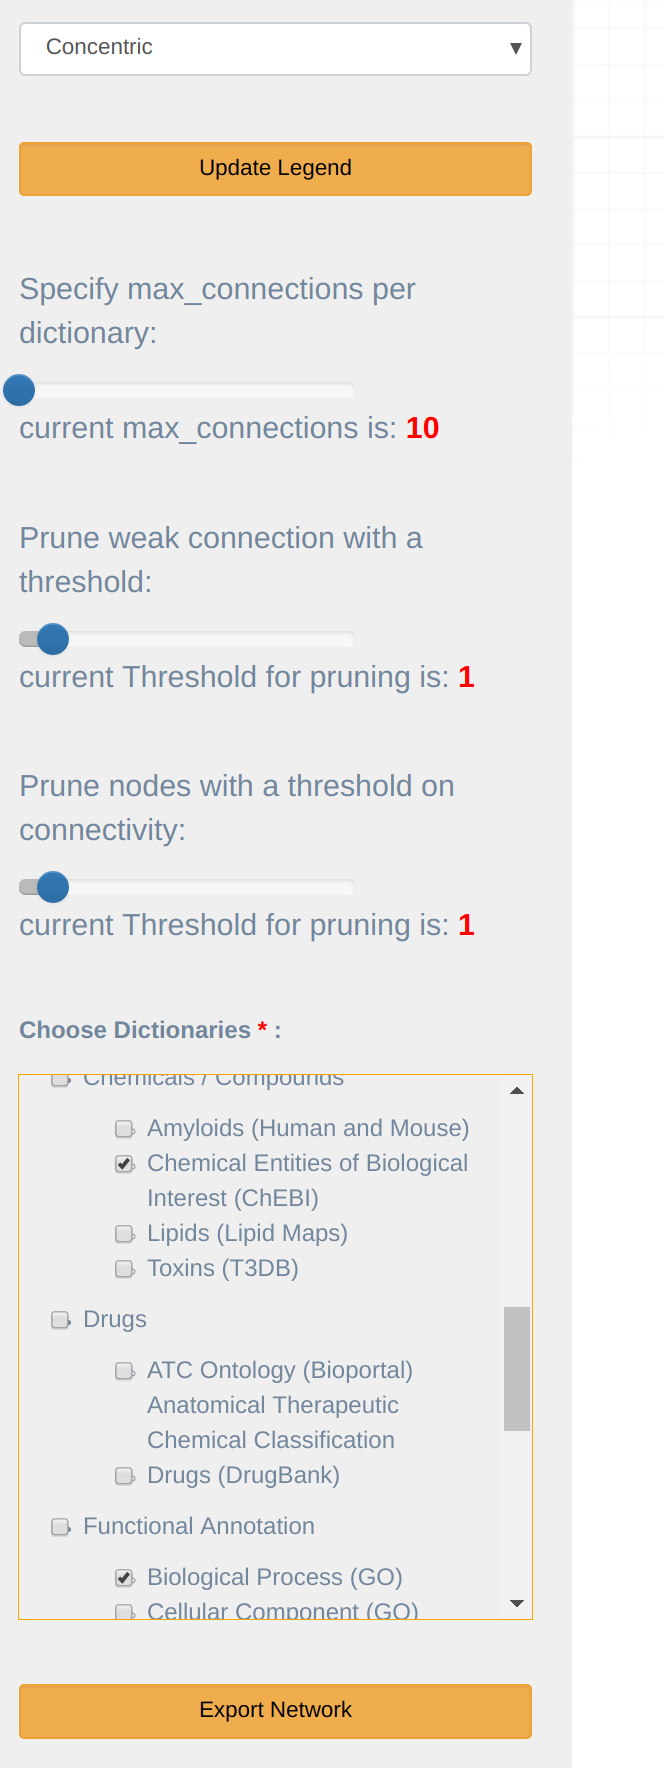 Concentric
Update Legend
Specify max_connections per
dictionary:
current max_connections is: 10
Prune weak connection with a
threshold:
current Threshold for pruning is: 1
Prune nodes with a threshold on
connectivity:
current Threshold for pruning is: 1
Choose Dictionaries * :
Chemicals / Compounds
Amyloids (Human and Mouse)
Chemical Entities of Biological
Interest (ChEBI)
Lipids (Lipid Maps)
Toxins (T3DB)
Drugs
ATC Ontology (Bioportal)
Anatomical Therapeutic
Chemical Classification
Drugs (DrugBank)
Functional Annotation
Biological Process (GO)
Cellular Component (GO)
Export Network